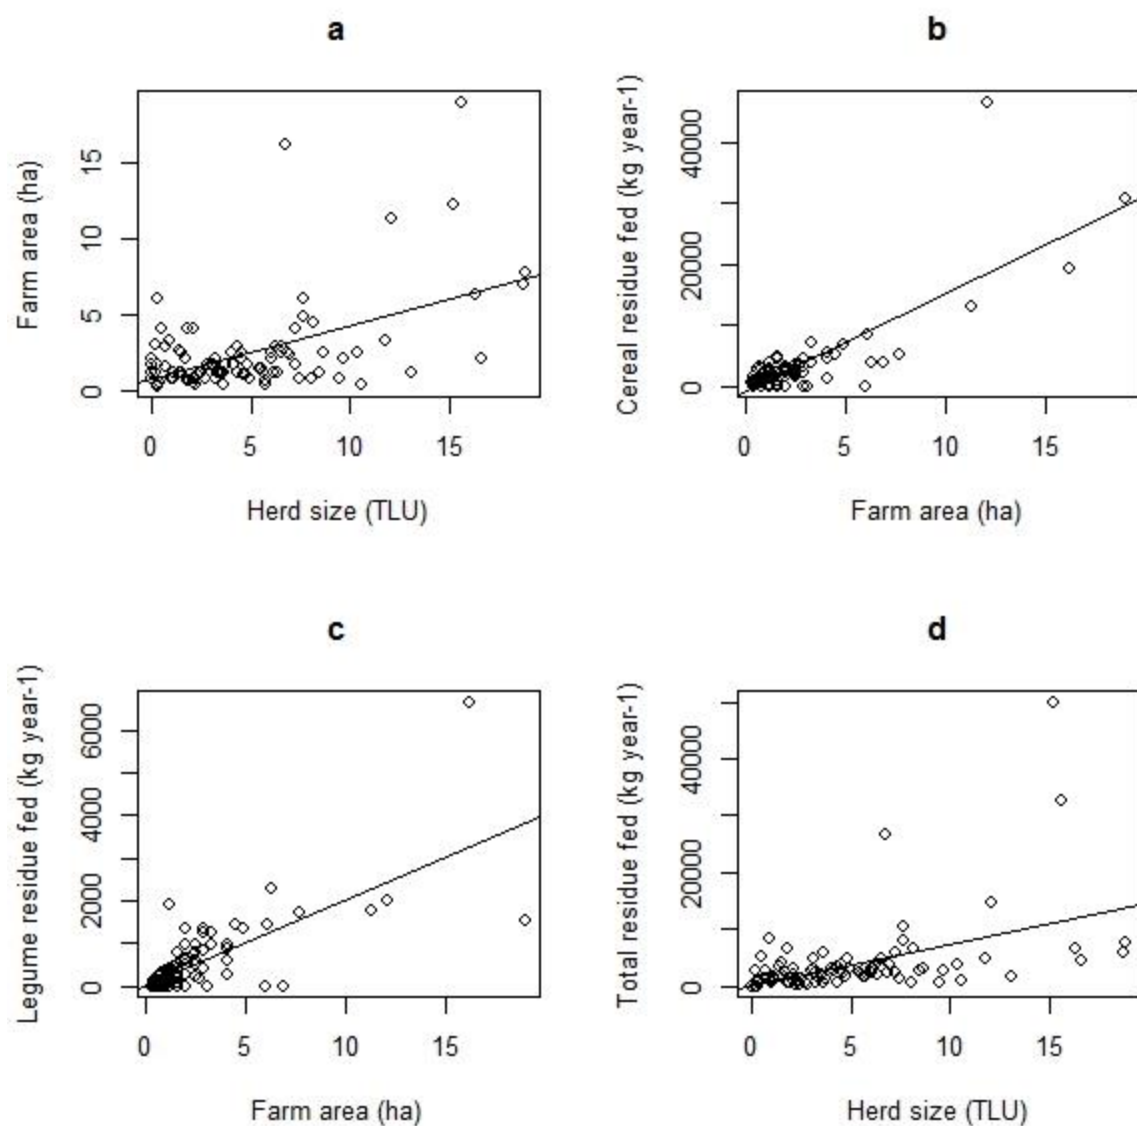 a
Farm area (ha)
15
10
5
0
0 5 10 15
Herd size (TLU)
b
Cereal residue fed (kg year-1)
40000
20000
0
0 5 10 15
Farm area (ha)
c
Legume residue fed (kg year-1)
6000
4000
2000
0
0 5 10 15
Farm area (ha)
d
Total residue fed (kg year-1)
40000
20000
0
0 5 10 15
Herd size (TLU)